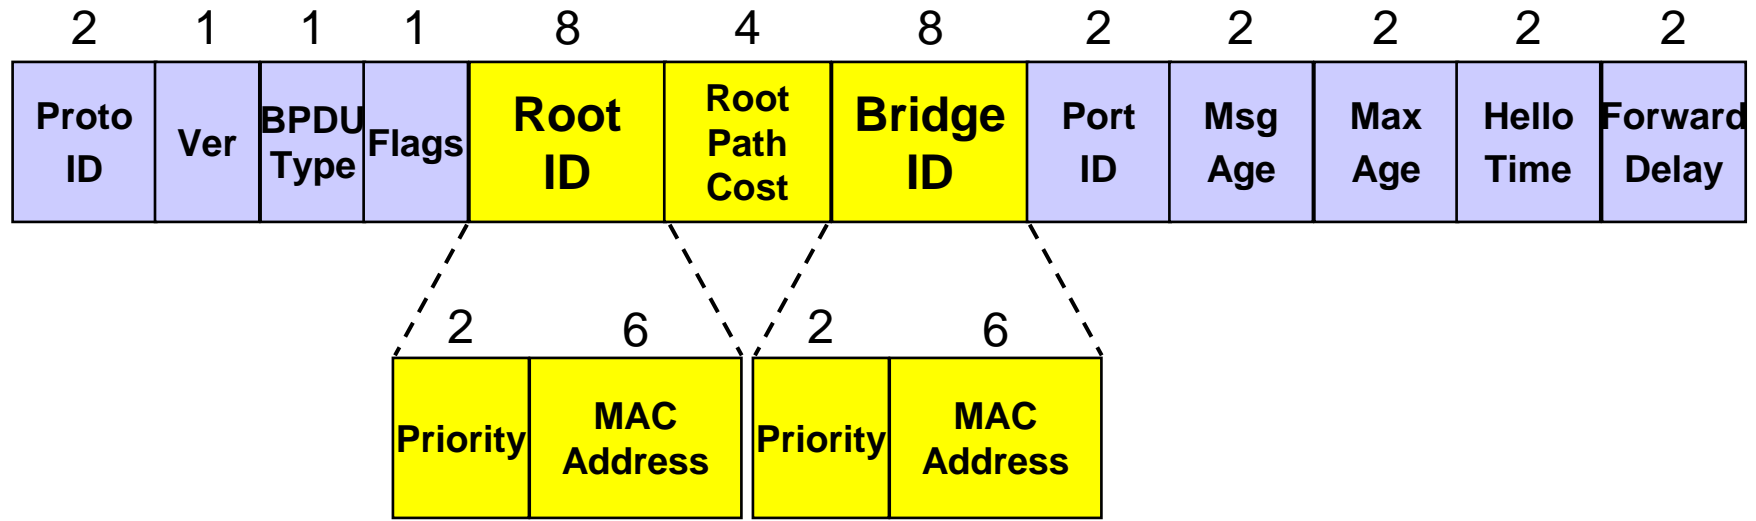 2 1 1 1 8 4 8 2 2 2 2 2
Proto
ID
Ver
BPDU
Type
Flags
Root
ID
Root
Path
Cost
Bridge
ID
Port
ID
Msg
Age
Max
Age
Hello
Time
Forward
Delay
2 6 2 6
Priority
MAC
Address
Priority
MAC
Address